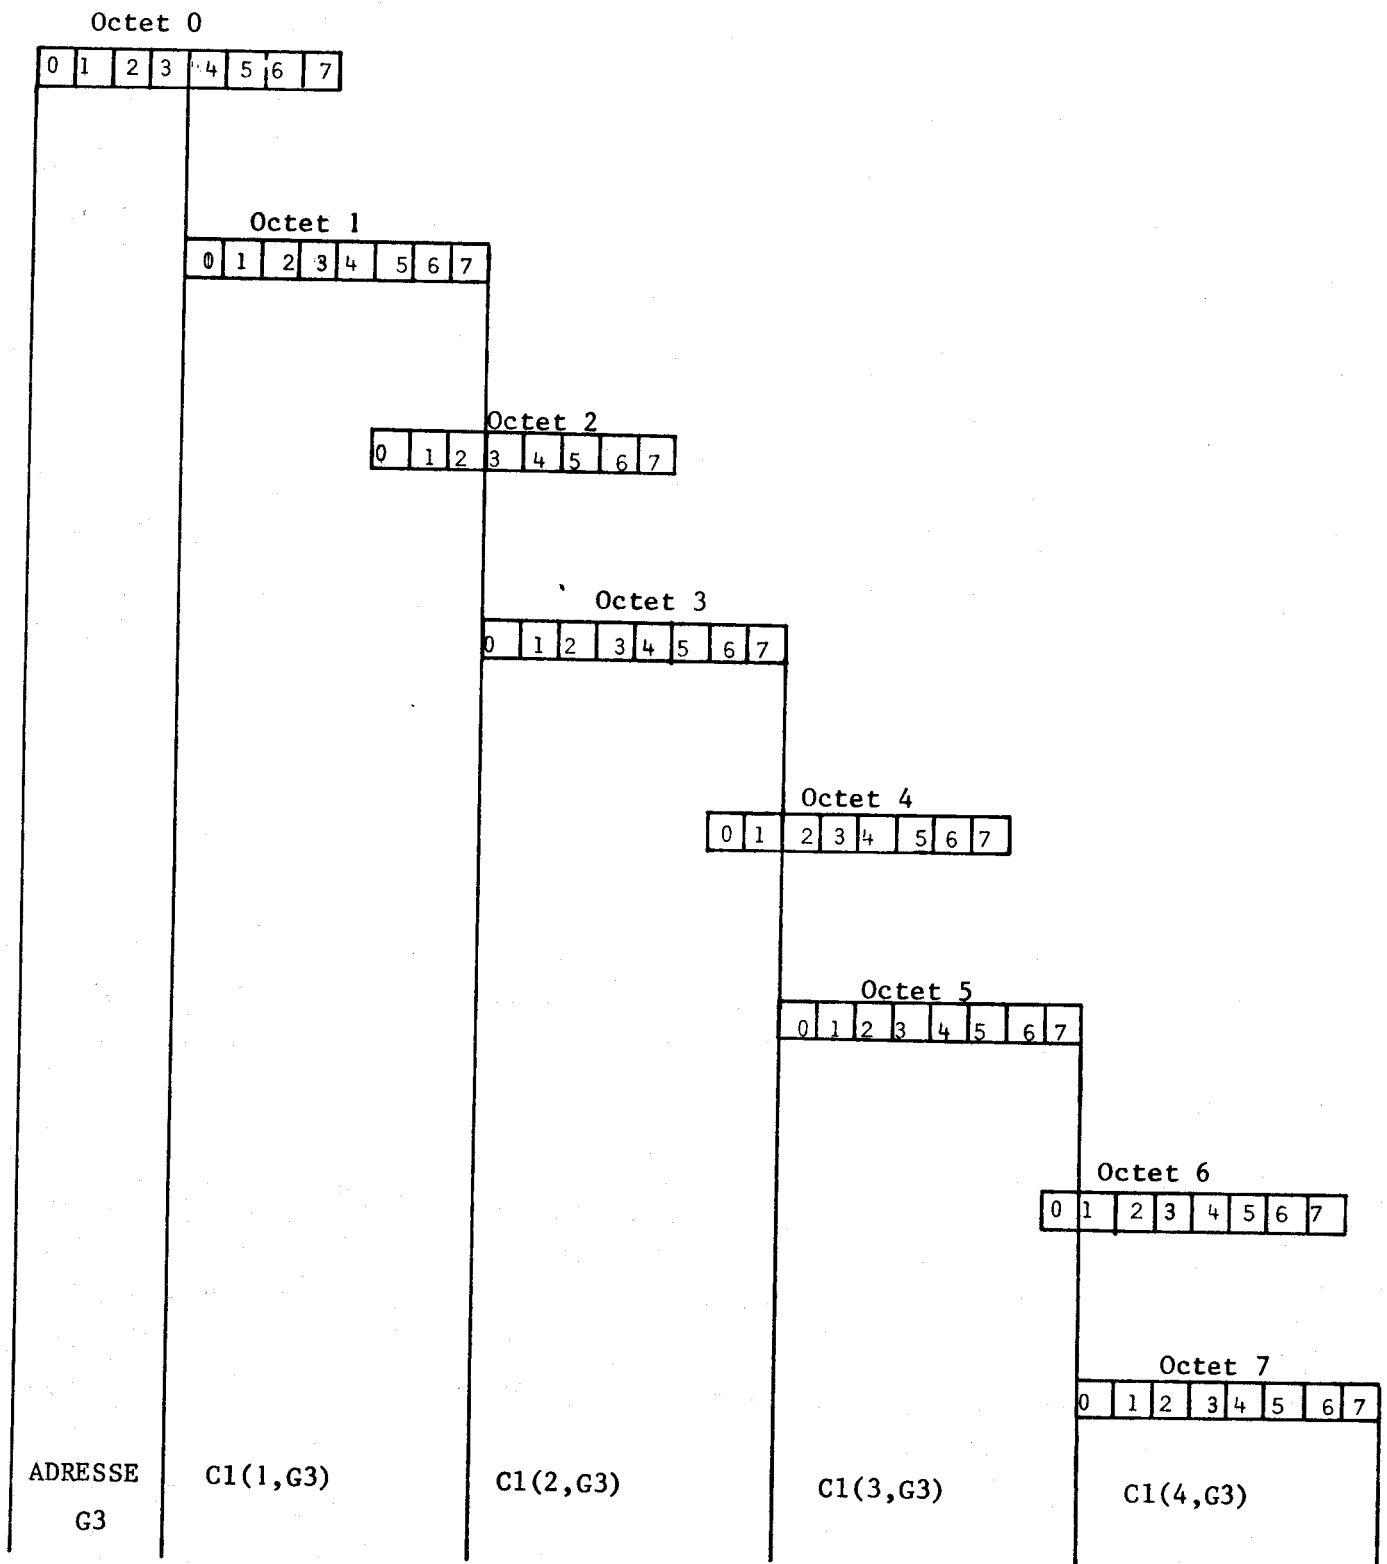 Octet 0
0 1 2 3 4 5 6 7
Octet 1
0 1 2 3 4 5 6 7
Octet 2
0 1 2 3 4 5 6 7
Octet 3
0 1 2 3 4 5 6 7
Octet 4
0 1 2 3 4 5 6 7
Octet 5
0 1 2 3 4 5 6 7
Octet 6
0 1 2 3 4 5 6 7
Octet 7
0 1 2 3 4 5 6 7
ADRESSE
G3
C1(1,G3)
C1(2,G3)
C1(3,G3)
C1(4,G3)